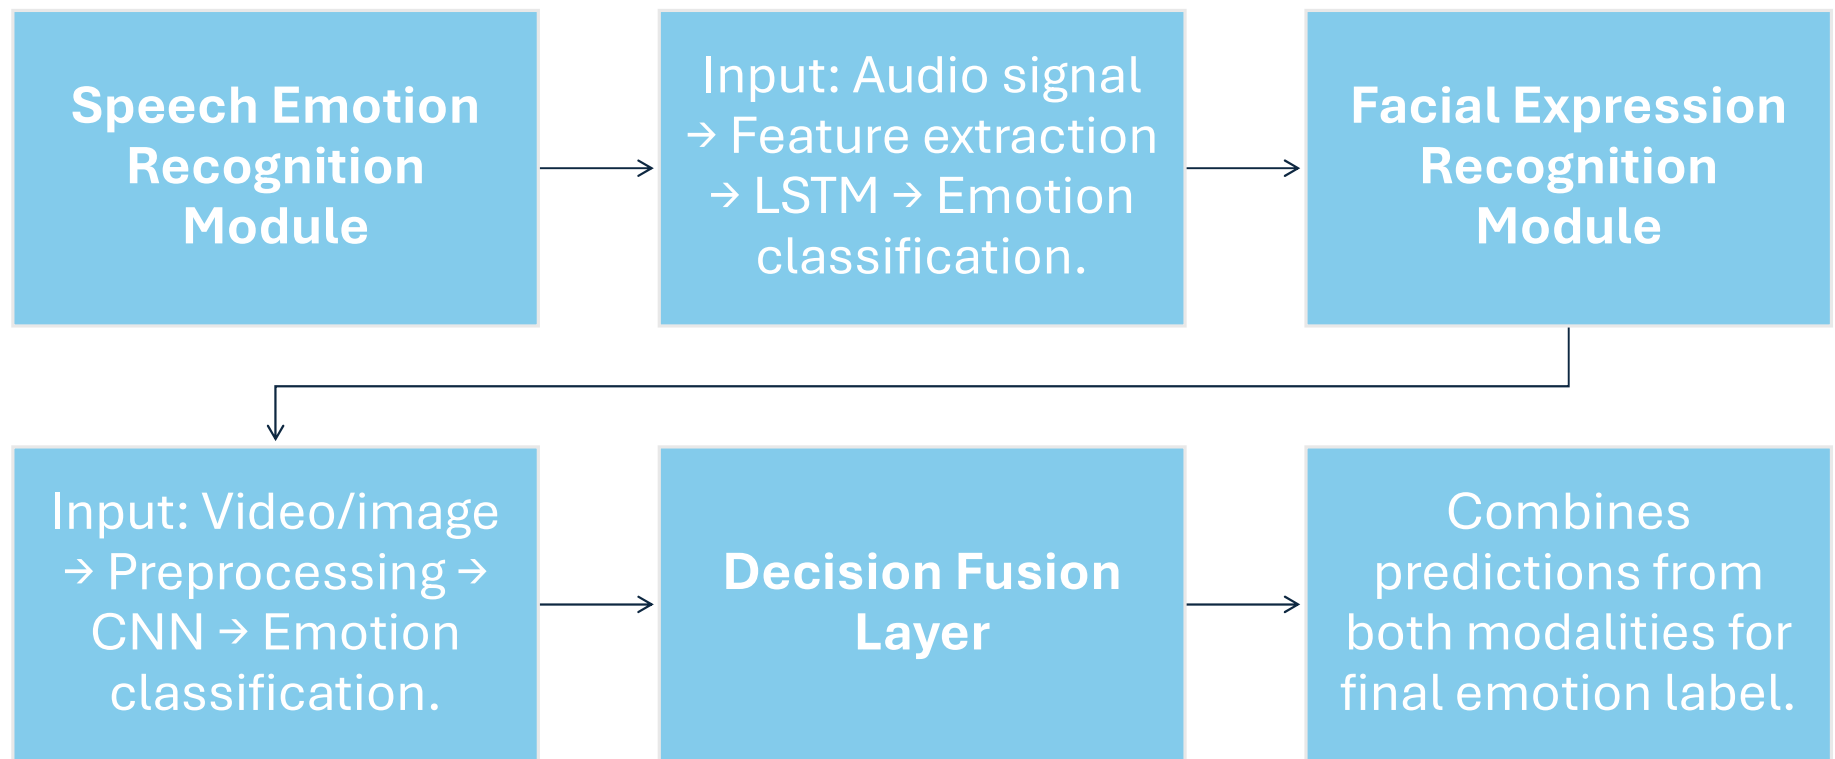 Speech Emotion
Recognition
Module
Input: Audio signal
→ Feature extraction
→ LSTM → Emotion
classification.
Facial Expression
Recognition
Module
Input: Video/image
→ Preprocessing →
CNN → Emotion
classification.
Decision Fusion
Layer
Combines
predictions from
both modalities for
final emotion label.